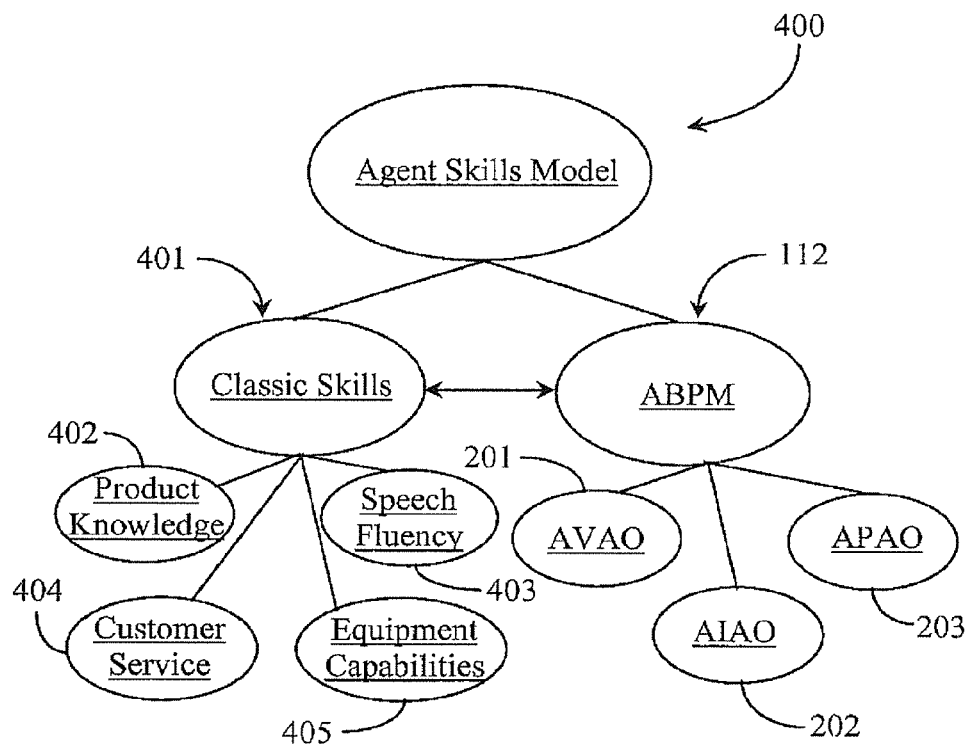 400
Agent Skills Model
401
112
Classic Skills
ABPM
402
201
Product
Knowledge
Speech
Fluency
AVAO
APAO
404
403
203
Customer
Service
Equipment
Capabilities
AIAO
405
202